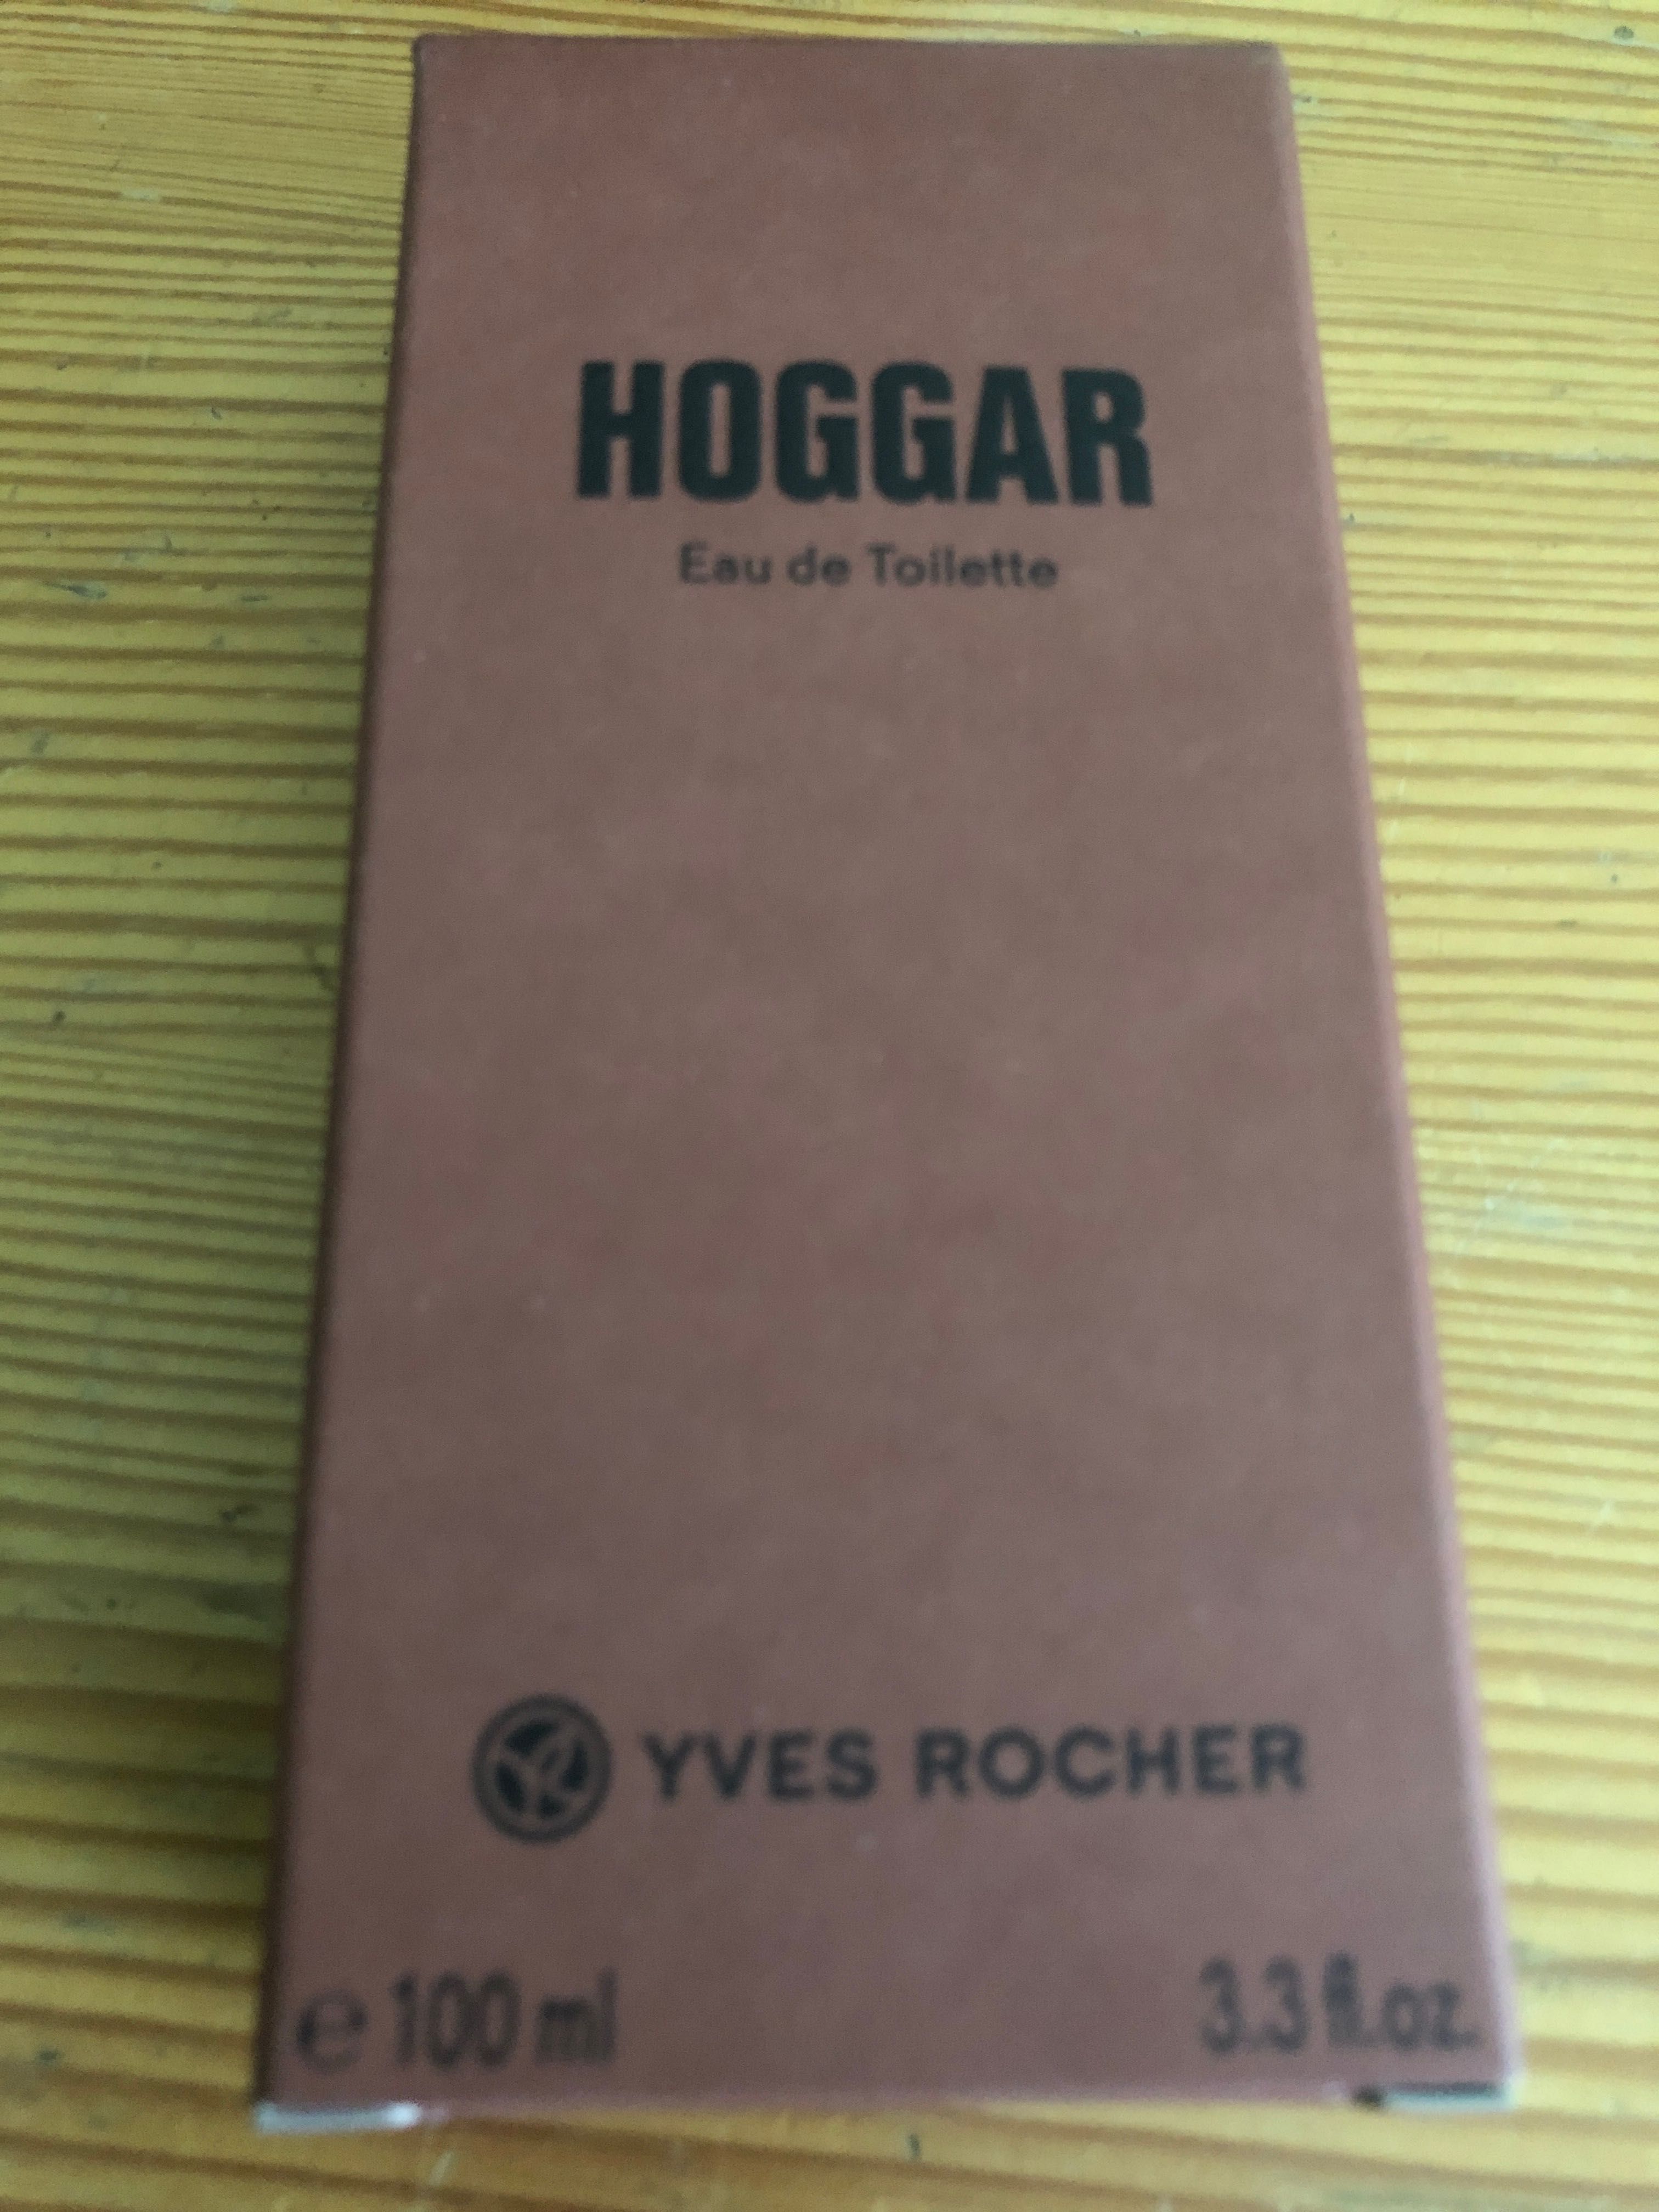 HOGGAR
Eau de Toilette
YVES ROCHER
e 100 ml 3.3 fl.oz.